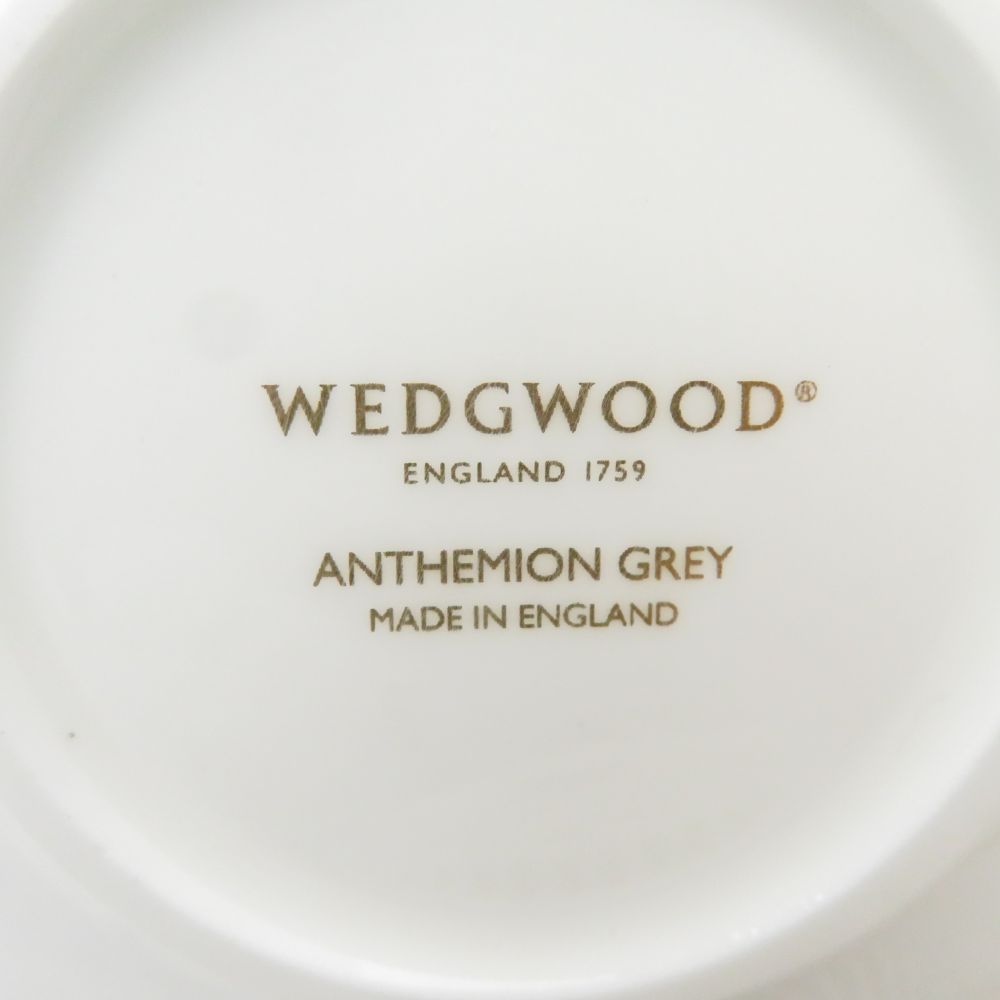 WEDGWOOD®
ENGLAND 1759
ANTHEMION GREY
MADE IN ENGLAND